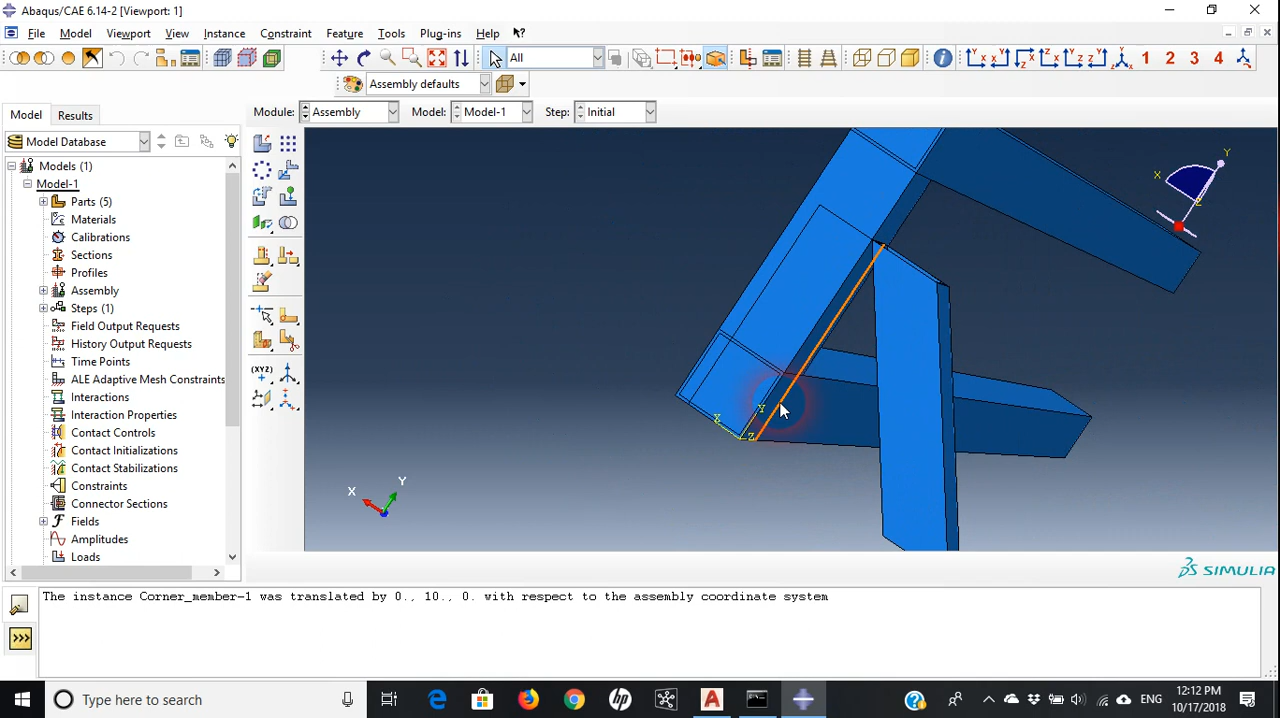 Abaqus/CAE 6.14-2 [Viewport: 1]
File Model Viewport View Instance Constraint Feature Tools Plug-ins Help
All
1 2 3 4
Assembly defaults
Model Results
Module: Assembly Model: Model-1 Step: Initial
Model Database
Models (1)
Model-1
Parts (5)
Materials
Calibrations
Sections
Profiles
Assembly
Steps (1)
Field Output Requests
History Output Requests
Time Points
ALE Adaptive Mesh Constraints
Interactions
Interaction Properties
Contact Controls
Contact Initializations
Contact Stabilizations
Constraints
Connector Sections
Fields
Amplitudes
Loads
(XYZ)
Y
X
Z
X
Y
Z
X
Y
SIMULIA
The instance Corner_member-1 was translated by 0., 10., 0. with respect to the assembly coordinate system
>>>
Type here to search
ENG
12:12 PM
10/17/2018